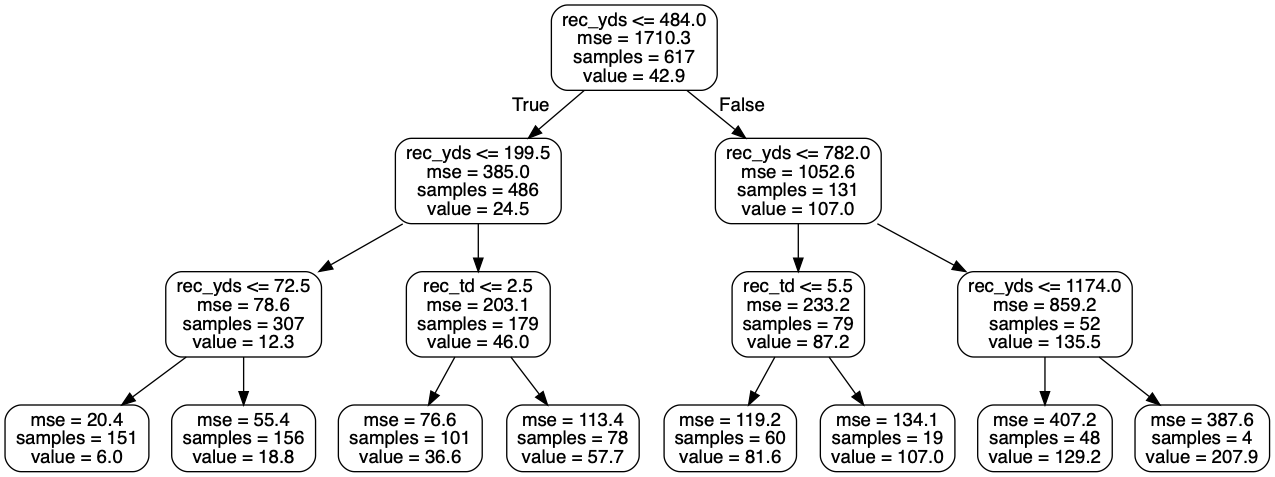 rec_yds <= 484.0
mse = 1710.3
samples = 617
value = 42.9
True
False
rec_yds <= 199.5
mse = 385.0
samples = 486
value = 24.5
rec_yds <= 782.0
mse = 1052.6
samples = 131
value = 107.0
rec_yds <= 72.5
mse = 78.6
samples = 307
value = 12.3
rec_td <= 2.5
mse = 203.1
samples = 179
value = 46.0
rec_td <= 5.5
mse = 233.2
samples = 79
value = 87.2
rec_yds <= 1174.0
mse = 859.2
samples = 52
value = 135.5
mse = 20.4
samples = 151
value = 6.0
mse = 55.4
samples = 156
value = 18.8
mse = 76.6
samples = 101
value = 36.6
mse = 113.4
samples = 78
value = 57.7
mse = 119.2
samples = 60
value = 81.6
mse = 134.1
samples = 19
value = 107.0
mse = 407.2
samples = 48
value = 129.2
mse = 387.6
samples = 4
value = 207.9